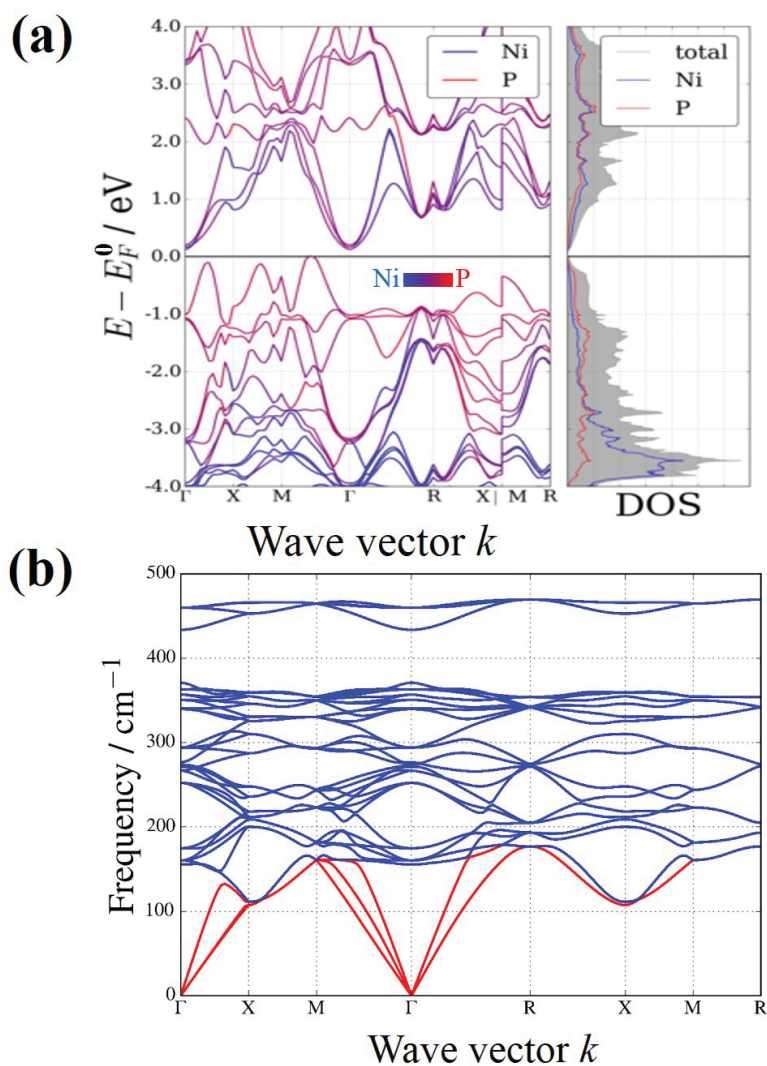 (a)
E − E_F^0 / eV
4.0
3.0
2.0
1.0
0.0
-1.0
-2.0
-3.0
-4.0
Ni
P
total
Ni
P
Ni P
Γ X M Γ R X| M R
DOS
Wave vector k
(b)
Frequency / cm⁻¹
500
400
300
200
100
0
Γ X M Γ R X M R
Wave vector k